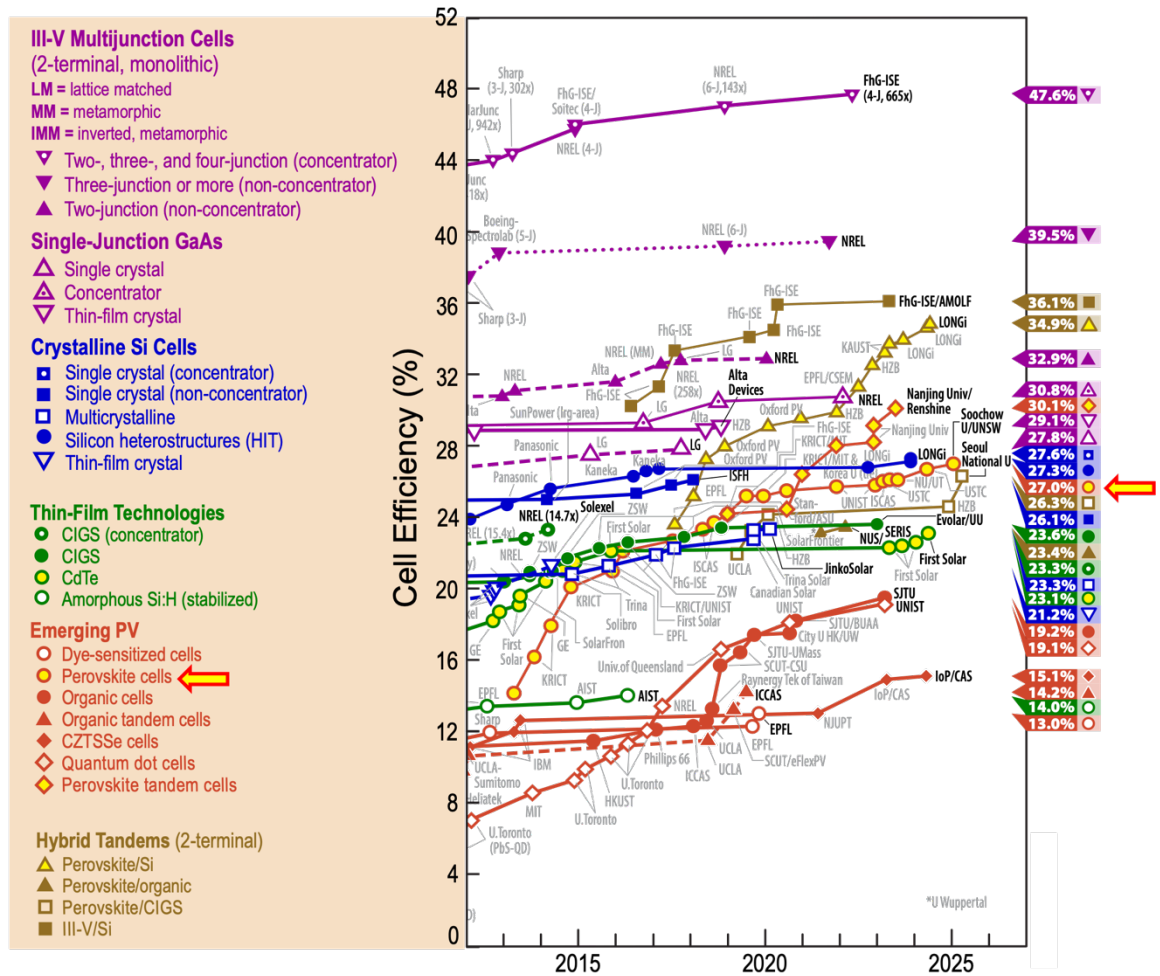 III-V Multijunction Cells
(2-terminal, monolithic)
LM = lattice matched
MM = metamorphic
IMM = inverted, metamorphic
Two-, three-, and four-junction (concentrator)
Three-junction or more (non-concentrator)
Two-junction (non-concentrator)
Single-Junction GaAs
Single crystal
Concentrator
Thin-film crystal
Crystalline Si Cells
Single crystal (concentrator)
Single crystal (non-concentrator)
Multicrystalline
Silicon heterostructures (HIT)
Thin-film crystal
Thin-Film Technologies
CIGS (concentrator)
CIGS
CdTe
Amorphous Si:H (stabilized)
Emerging PV
Dye-sensitized cells
Perovskite cells
Organic cells
Organic tandem cells
CZTSSe cells
Quantum dot cells
Perovskite tandem cells
Hybrid Tandems (2-terminal)
Perovskite/Si
Perovskite/organic
Perovskite/CIGS
III-V/Si
Cell Efficiency (%)
52
48
44
40
36
32
28
24
20
16
12
8
4
0
2015
2020
2025
Sharp
(3-J, 302x)
FhG-ISE/
Soitec (4-J)
NREL
(6-J,143x)
FhG-ISE
(4-J, 665x)
NREL (4-J)
Boeing-
Spectrolab (5-J)
NREL (6-J)
NREL
Sharp (3-J)
FhG-ISE
FhG-ISE
FhG-ISE
FhG-ISE
FhG-ISE
FhG-ISE/AMOLF
LONGi
LONGi
LONGi
KAUST
HZB
NREL (MM)
LG
NREL
Alta
NREL
NREL
(258x)
Alta
Devices
EPFL/CSEM
NREL
Nanjing Univ/
Renshine
Soochow
U/UNSW
Seoul
National U
SunPower (lrg-area)
LG
Alta
HZB
Oxford PV
HZB
Nanjing Univ
Panasonic
LG
LG
Oxford PV
FhG-ISE
Panasonic
Kaneka
Kaneka
Oxford PV
ISFH
LONGi
LONGi
EPFL
UNIST
ISCAS
NU/UT
USTC
USTC
NREL (15.4x)
NREL (14.7x)
Solexel
ZSW
First Solar
SolarFrontier
NUS/
SERIS
HZB
Evolar/UU
First Solar
First Solar
NREL
ZSW
FhG-ISE
ISCAS
UCLA
HZB
JinkoSolar
Trina Solar
Canadian Solar
KRICT
Trina
Solibro
EPFL
ZSW
KRICT/UNIST
First
Solar
GE
SolarFron
KRICT
GE
UNIST
SJTU/BUAA
SJTU
UNIST
City U HK/UW
SJTU-UMass
SCUT-CSU
Raynergy Tek of Taiwan
Univ.of Queensland
EPFL
AIST
AIST
NREL
ICCAS
IoP/CAS
IoP/CAS
Sharp
IBM
NJUPT
EPFL
EPFL
SCUT/eFlexPV
UCLA
UCLA
ICCAS
Phillips 66
UCLA-
Sumitomo
U.Toronto
HKUST
U.Toronto
MIT
U.Toronto
(PbS-QD)
*U Wuppertal
47.6%
39.5%
36.1%
34.9%
32.9%
30.8%
30.1%
29.1%
27.8%
27.6%
27.3%
27.0%
26.3%
26.1%
23.6%
23.4%
23.3%
23.3%
23.1%
21.2%
19.2%
19.1%
15.1%
14.2%
14.0%
13.0%